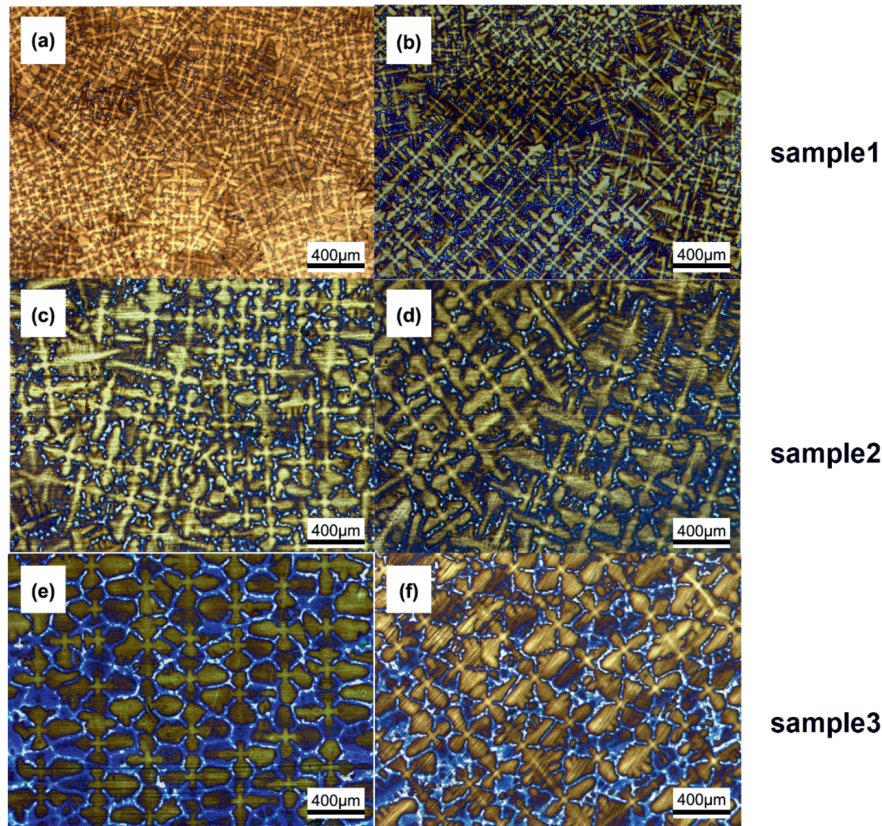 (a)
(b)
400μm
400μm
sample1
(c)
(d)
400μm
400μm
sample2
(e)
(f)
400μm
400μm
sample3